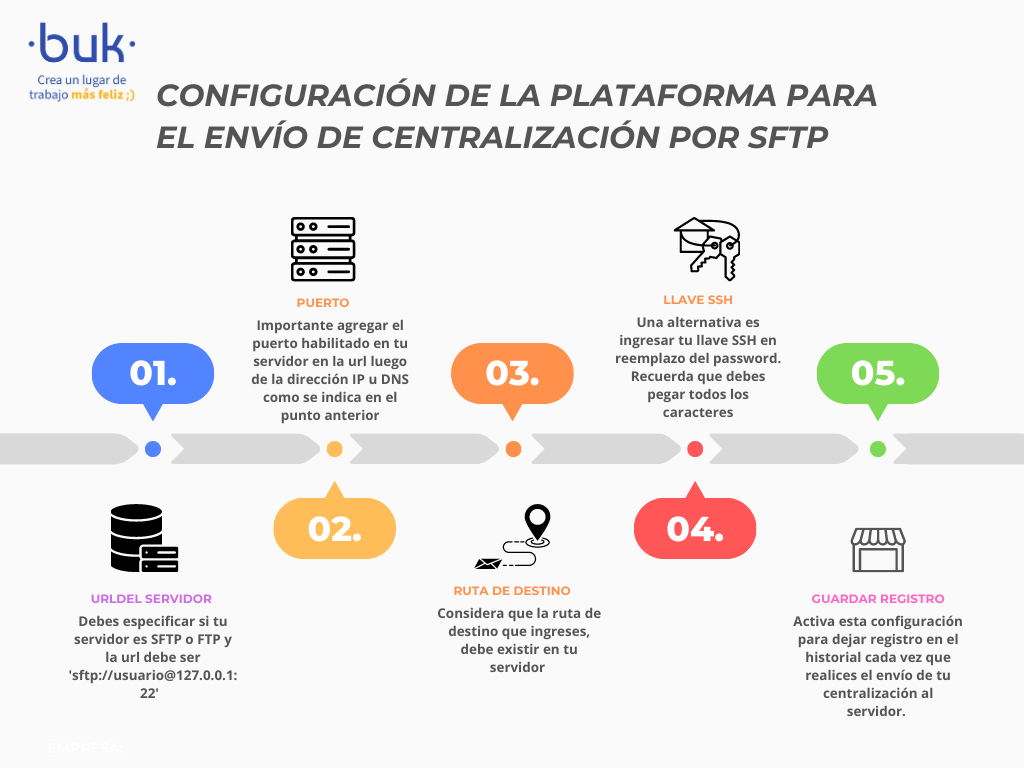 ·buk·
Crea un lugar de
trabajo más feliz ;)
CONFIGURACIÓN DE LA PLATAFORMA PARA
EL ENVÍO DE CENTRALIZACIÓN POR SFTP
01.
URLDEL SERVIDOR
Debes especificar si tu
servidor es SFTP o FTP y
la url debe ser
'sftp://usuario@127.0.0.1:
22'
PUERTO
Importante agregar el
puerto habilitado en tu
servidor en la url luego
de la dirección IP u DNS
como se indica en el
punto anterior
02.
03.
RUTA DE DESTINO
Considera que la ruta de
destino que ingreses,
debe existir en tu
servidor
LLAVE SSH
Una alternativa es
ingresar tu llave SSH en
reemplazo del password.
Recuerda que debes
pegar todos los
caracteres
04.
05.
GUARDAR REGISTRO
Activa esta configuración
para dejar registro en el
historial cada vez que
realices el envío de tu
centralización al
servidor.
EMPRESA: